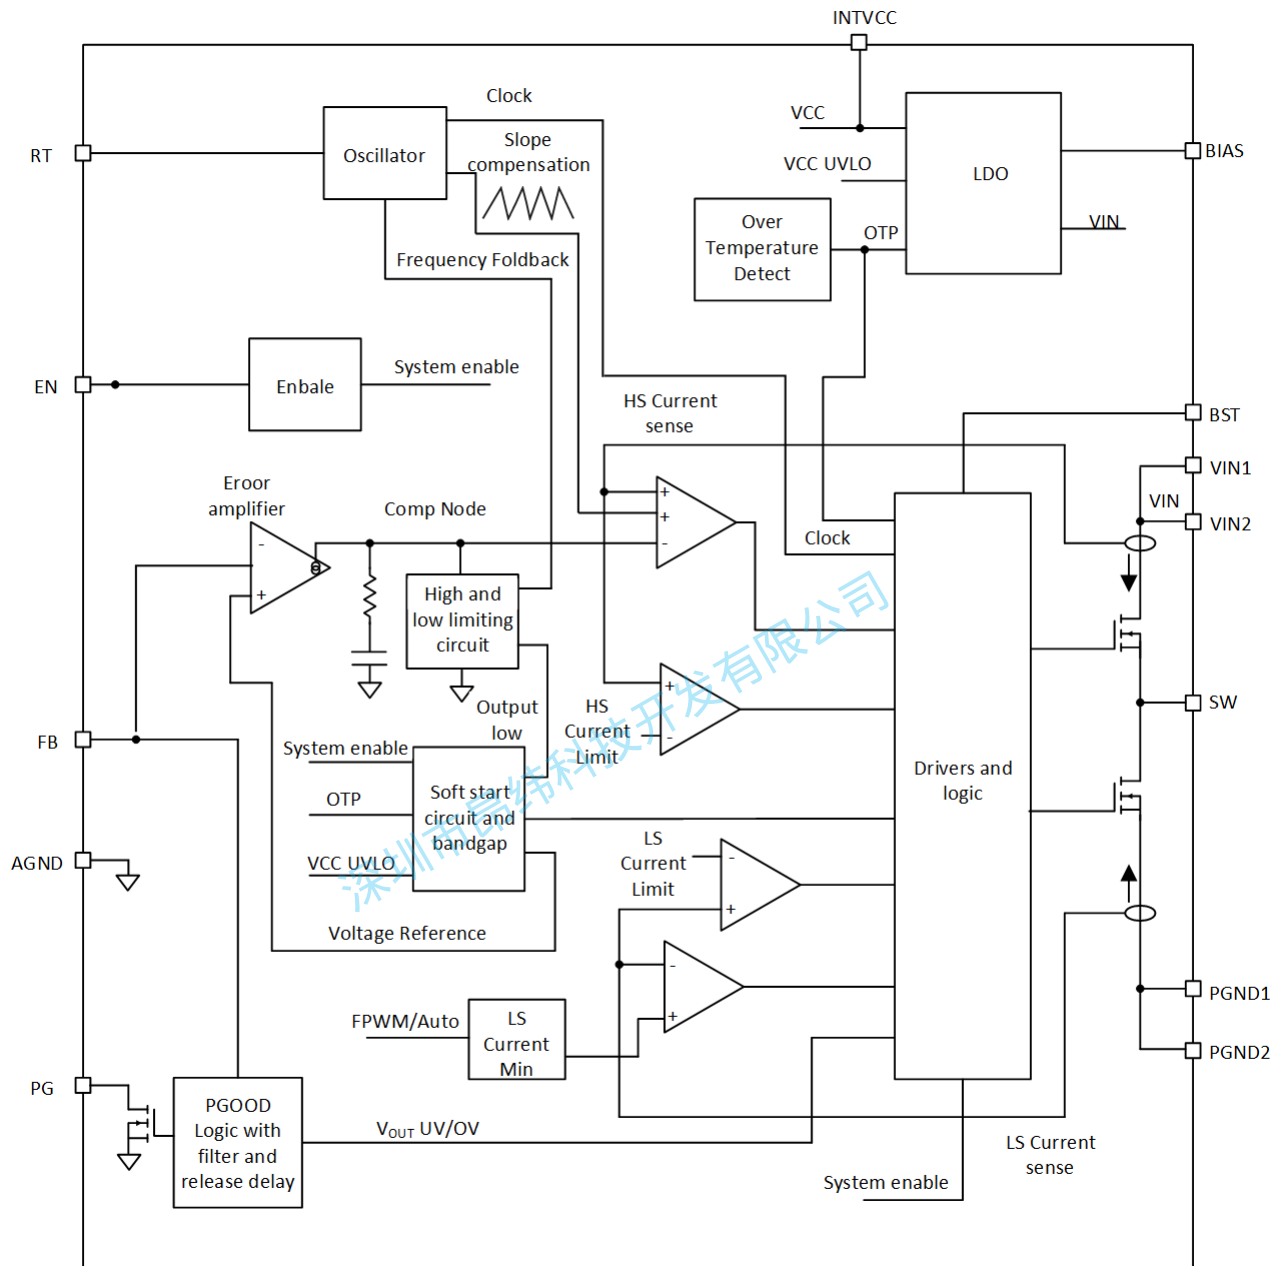 INTVCC
Clock
VCC
RT
Oscillator
Slope
compensation
BIAS
VCC UVLO
LDO
Over
Temperature
Detect
OTP
VIN
Frequency Foldback
EN
Enbale
System enable
HS Current
sense
BST
VIN1
VIN
VIN2
Eroor
amplifier
Comp Node
+
+
-
Clock
-
+
High and
low limiting
circuit
深圳市昂纬科技开发有限公司
+
-
HS
Current
Limit
Output
low
SW
FB
System enable
OTP
VCC UVLO
Soft start
circuit and
bandgap
Drivers and
logic
LS
Current
Limit
-
+
AGND
Voltage Reference
-
+
FPWM/Auto
LS
Current
Min
PGND1
PGND2
PG
PGOOD
Logic with
filter and
release delay
VOUT UV/OV
LS Current
sense
System enable